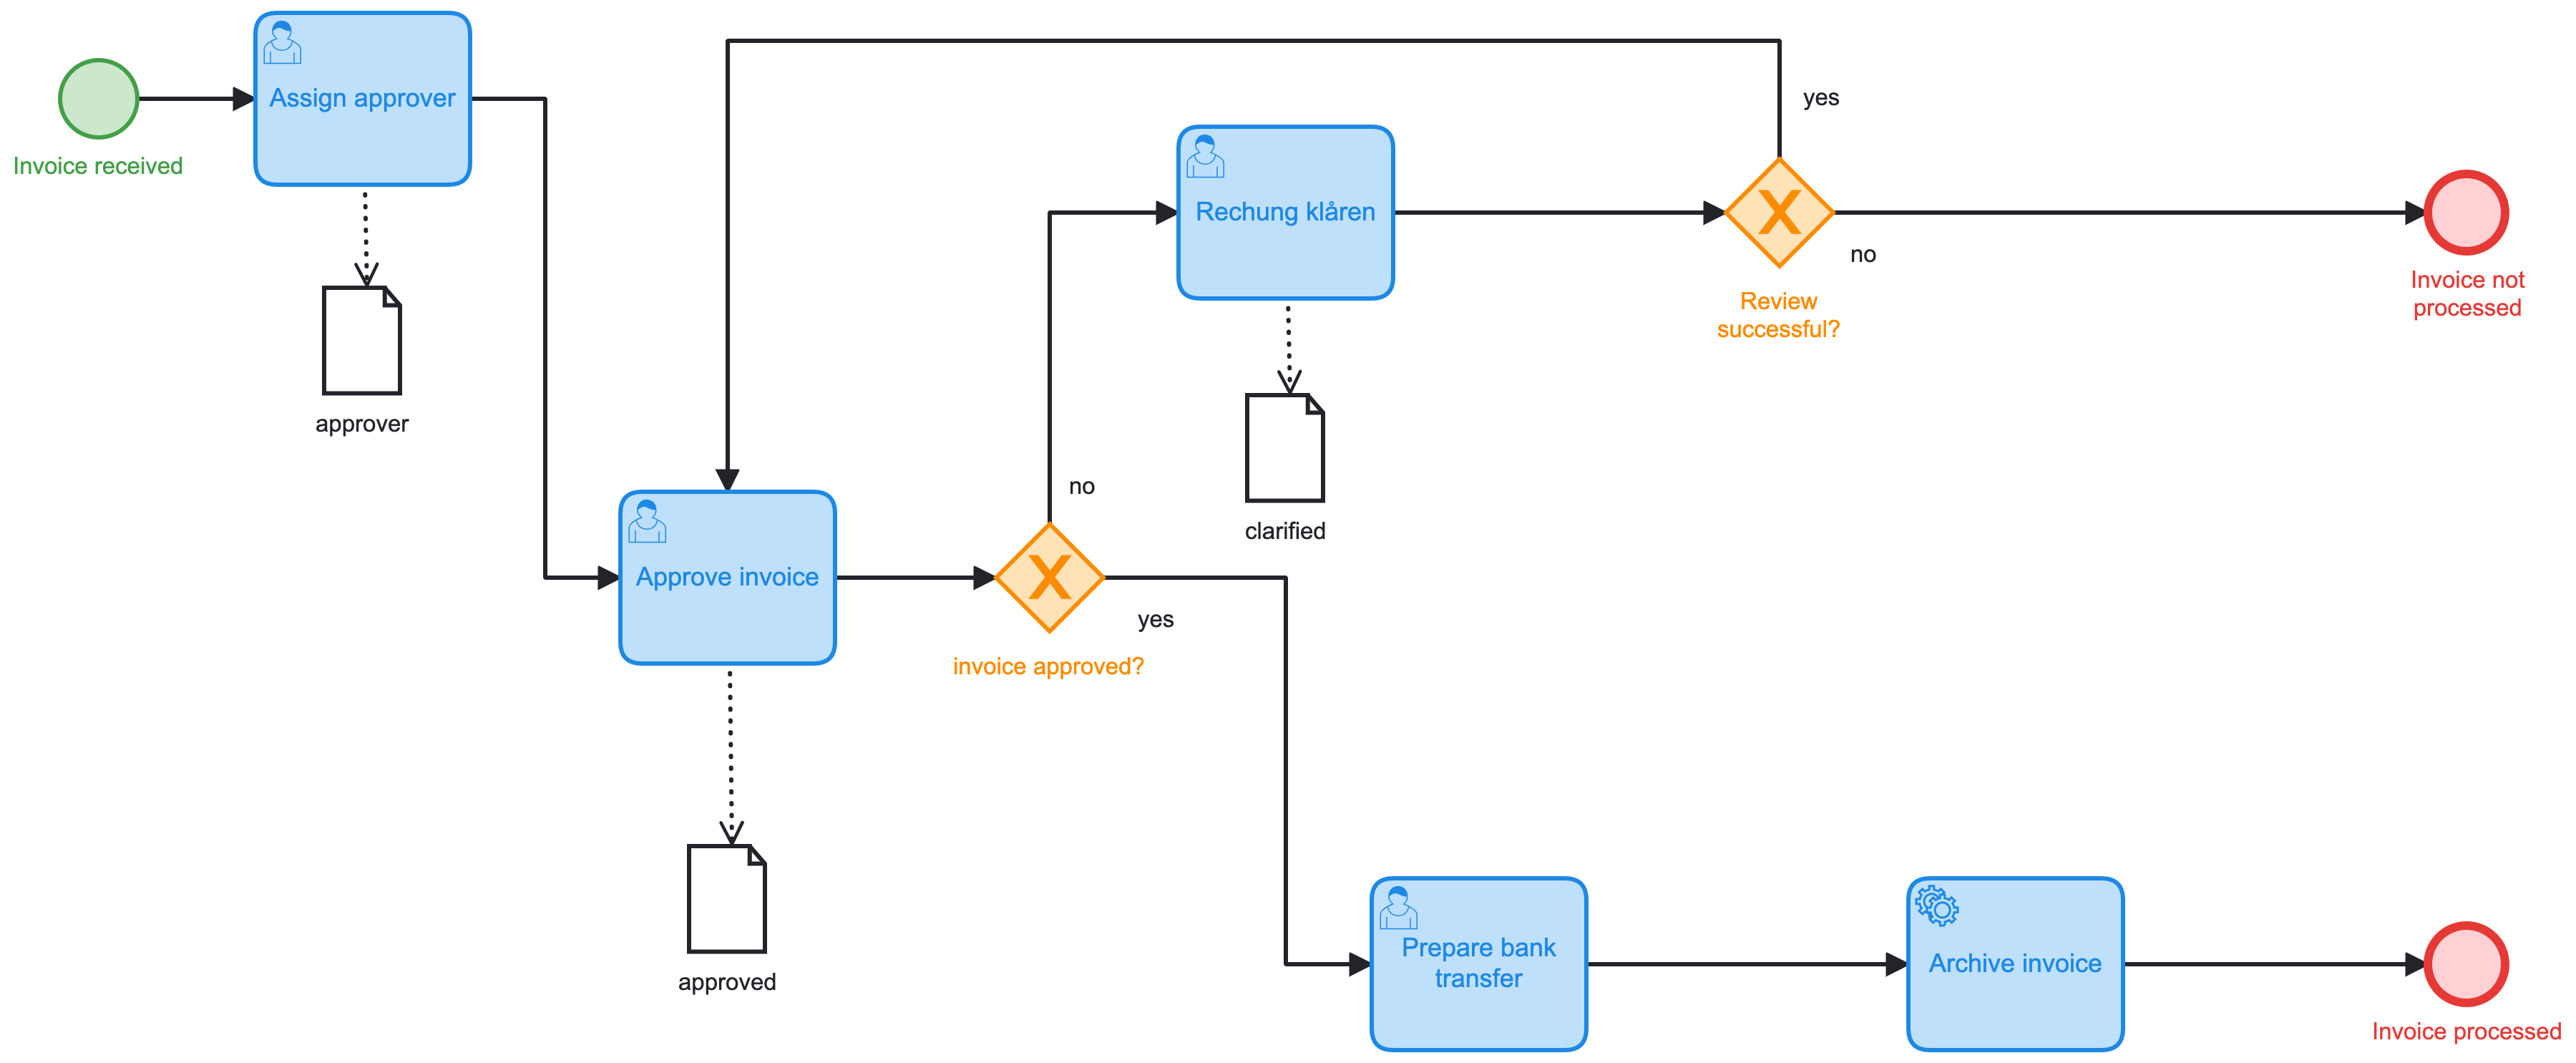 Assign approver
Invoice received
yes
Rechung klåren
no
Invoice not
processed
Review
successful?
approver
no
clarified
Approve invoice
yes
invoice approved?
approved
Prepare bank
transfer
Archive invoice
Invoice processed